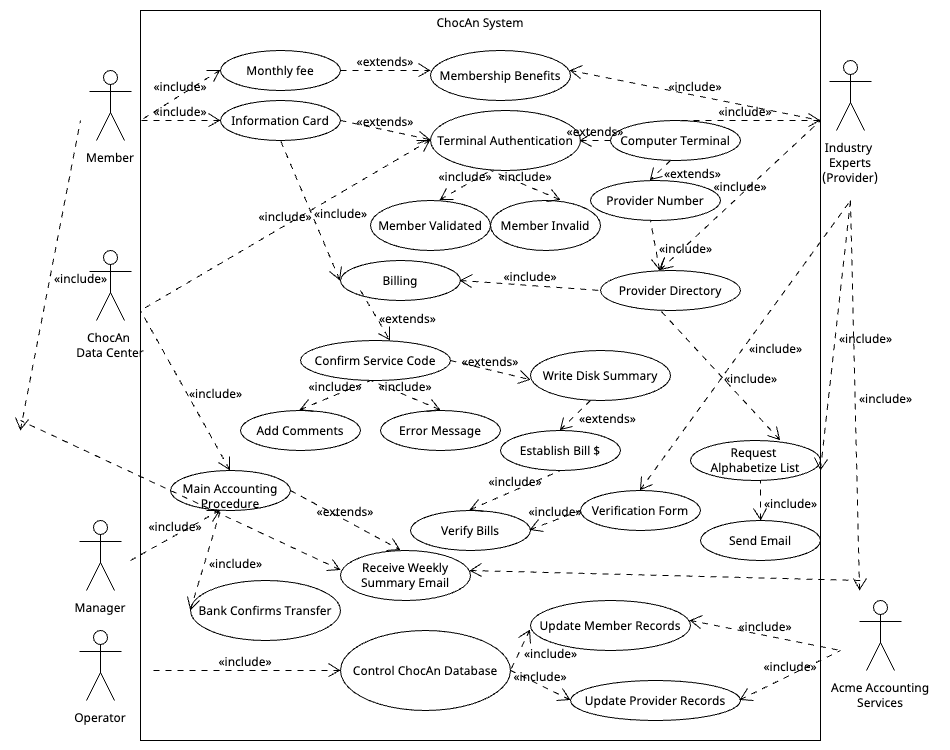 ChocAn System
Monthly fee
«extends»
Membership Benefits
«include»
«include»
«include»
Information Card
«extends»
«include»
Member
Terminal Authentication
«extends»
Computer Terminal
Industry
Experts
(Provider)
«include»
«include»
«extends»
«include»
Provider Number
«include»
«include»
Member Validated
Member Invalid
«include»
«include»
Billing
«include»
Provider Directory
ChocAn
Data Center
«extends»
«include»
Confirm Service Code
«extends»
«include»
Write Disk Summary
«include»
«include»
«include»
«include»
«include»
Add Comments
Error Message
«extends»
Establish Bill $
Request
Alphabetize List
Main Accounting
Procedure
«include»
«extends»
«include»
«include»
«include»
Verify Bills
Verification Form
Send Email
Receive Weekly
Summary Email
«include»
Manager
Bank Confirms Transfer
Update Member Records
«include»
«include»
«include»
Control ChocAn Database
«include»
«include»
Update Provider Records
Operator
Acme Accounting
Services